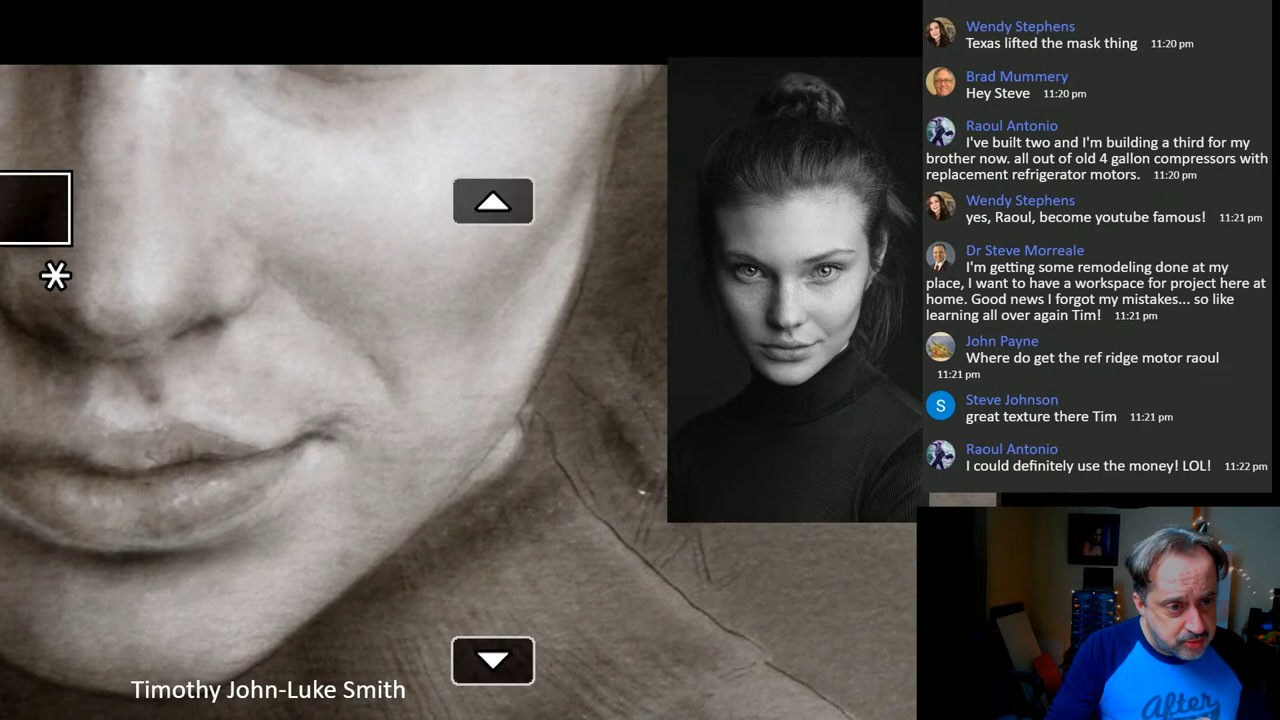 Wendy Stephens
Texas lifted the mask thing 11:20 pm
Brad Mummery
Hey Steve 11:20 pm
Raoul Antonio
I've built two and I'm building a third for my
brother now. all out of old 4 gallon compressors with
replacement refrigerator motors. 11:20 pm
Wendy Stephens
yes, Raoul, become youtube famous! 11:21 pm
Dr Steve Morreale
I'm getting some remodeling done at my
place, I want to have a workspace for project here at
home. Good news I forgot my mistakes... so like
learning all over again Tim! 11:21 pm
John Payne
Where do get the ref ridge motor raoul
11:21 pm
S
Steve Johnson
great texture there Tim 11:21 pm
Raoul Antonio
I could definitely use the money! LOL! 11:22 pm
Timothy John-Luke Smith
After